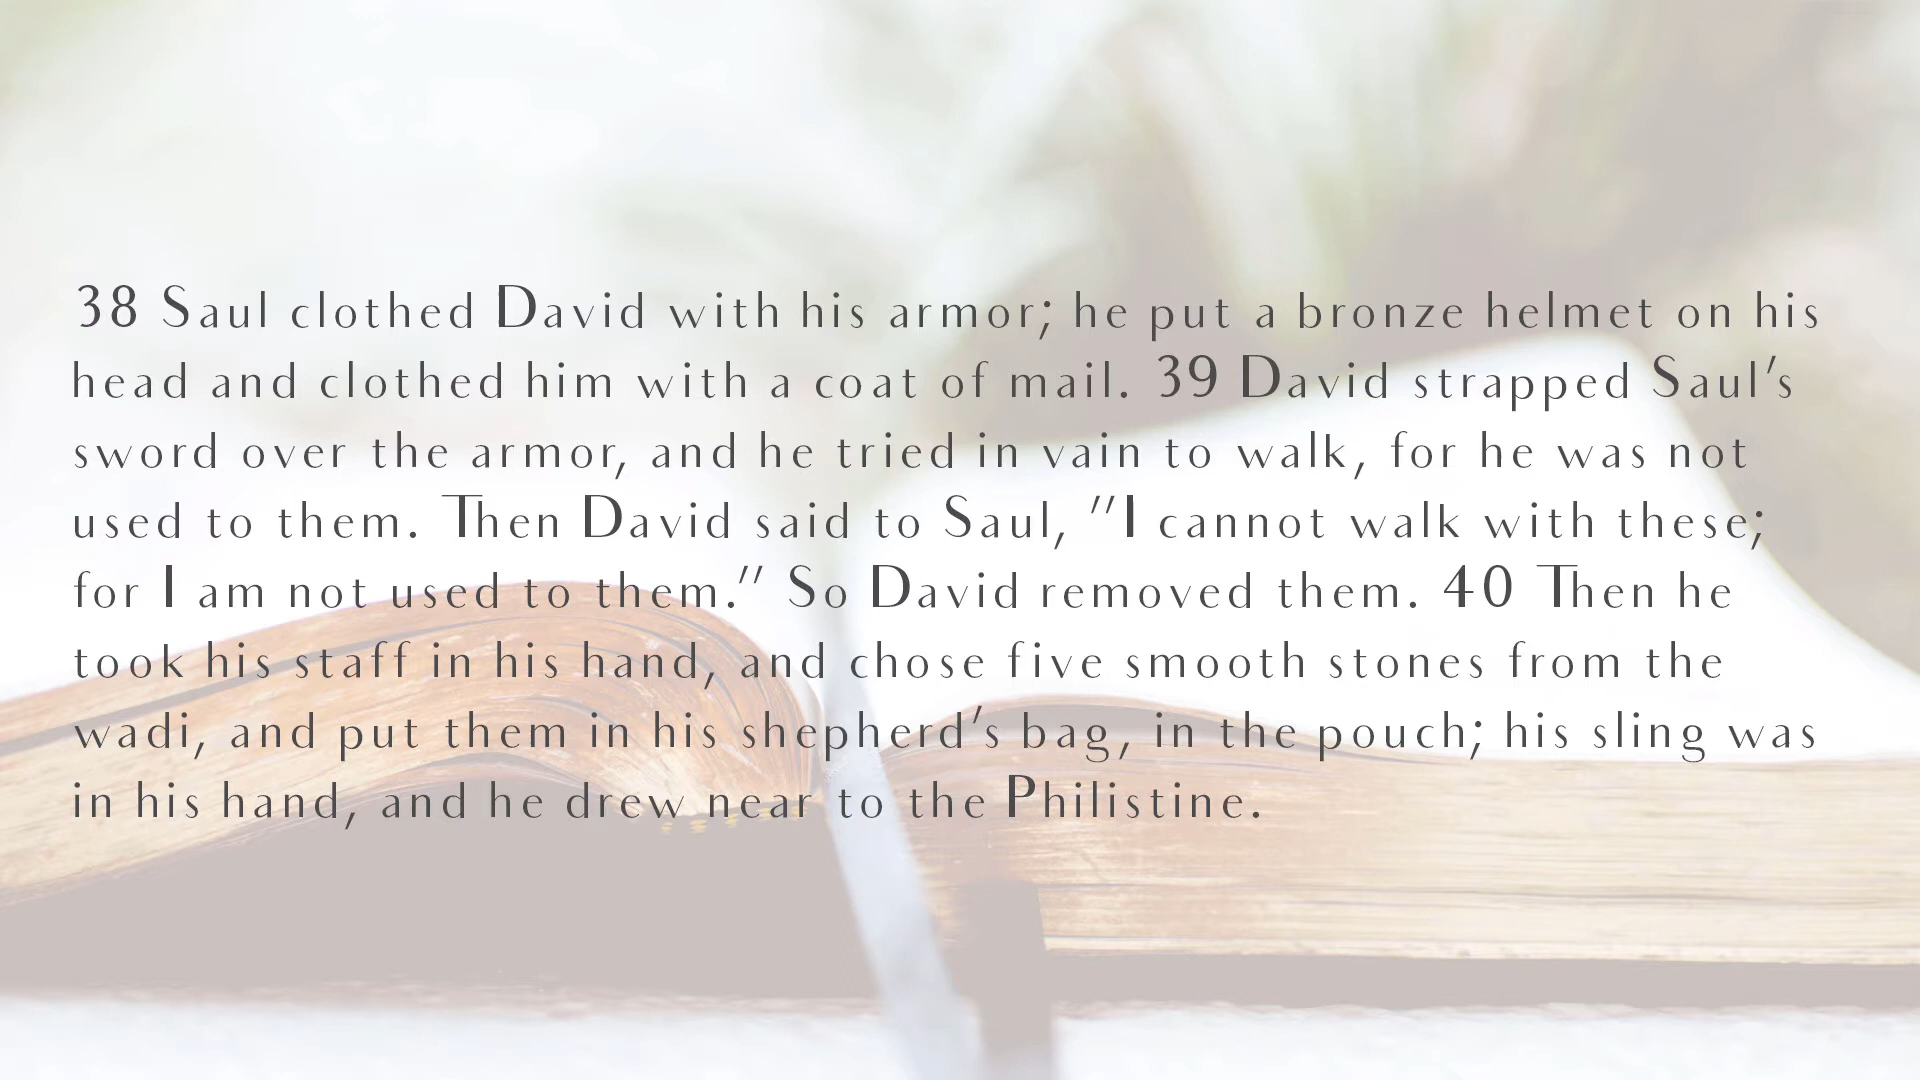 38 Saul clothed David with his armor; he put a bronze helmet on his
head and clothed him with a coat of mail. 39 David strapped Saul's
sword over the armor, and he tried in vain to walk, for he was not
used to them. Then David said to Saul, "I cannot walk with these;
for I am not used to them." So David removed them. 40 Then he
took his staff in his hand, and chose five smooth stones from the
wadi, and put them in his shepherd's bag, in the pouch; his sling was
in his hand, and he drew near to the Philistine.